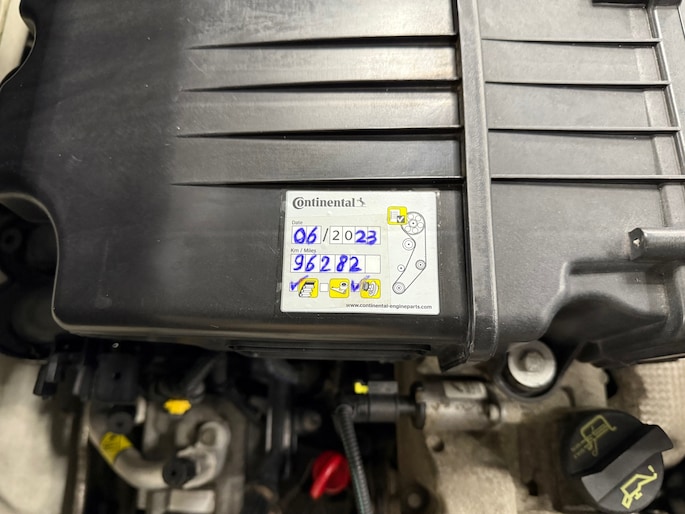 Continental
Date
06/2023
Km / Miles
96282
www.continental-engineparts.com